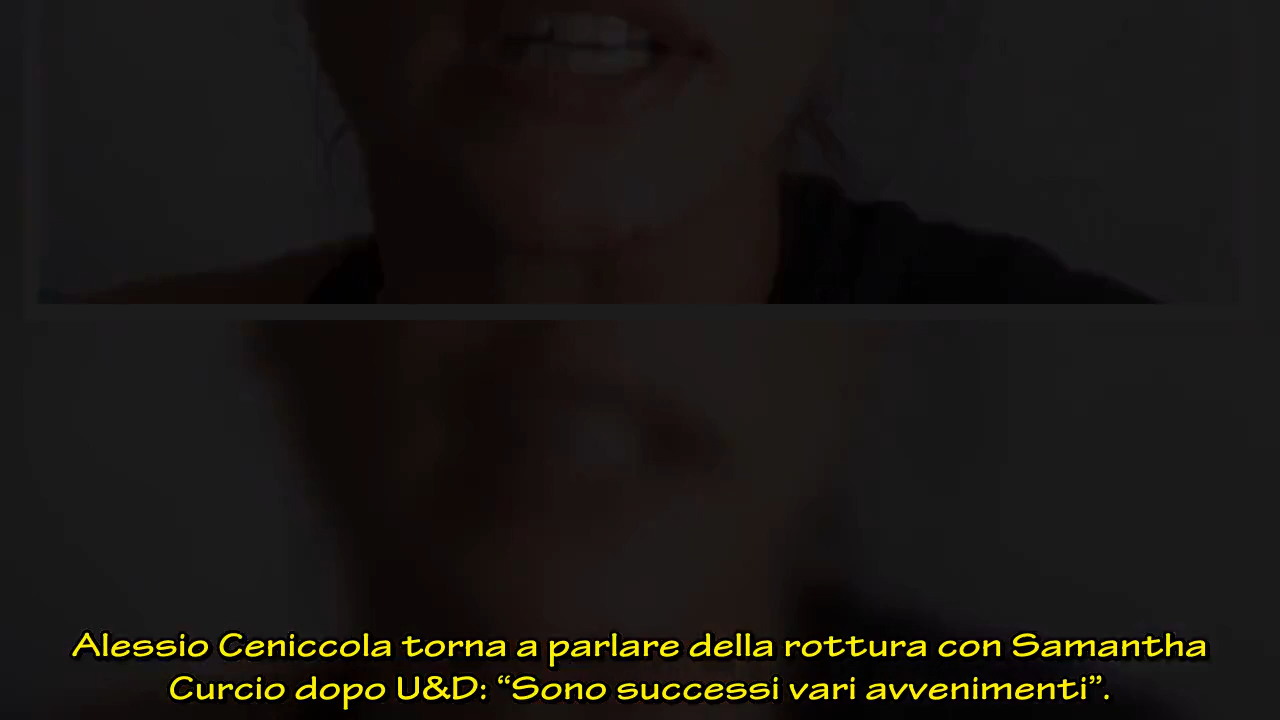 Alessio Ceniccola torna a parlare della rottura con Samantha
Curcio dopo U&D: “Sono successi vari avvenimenti”.